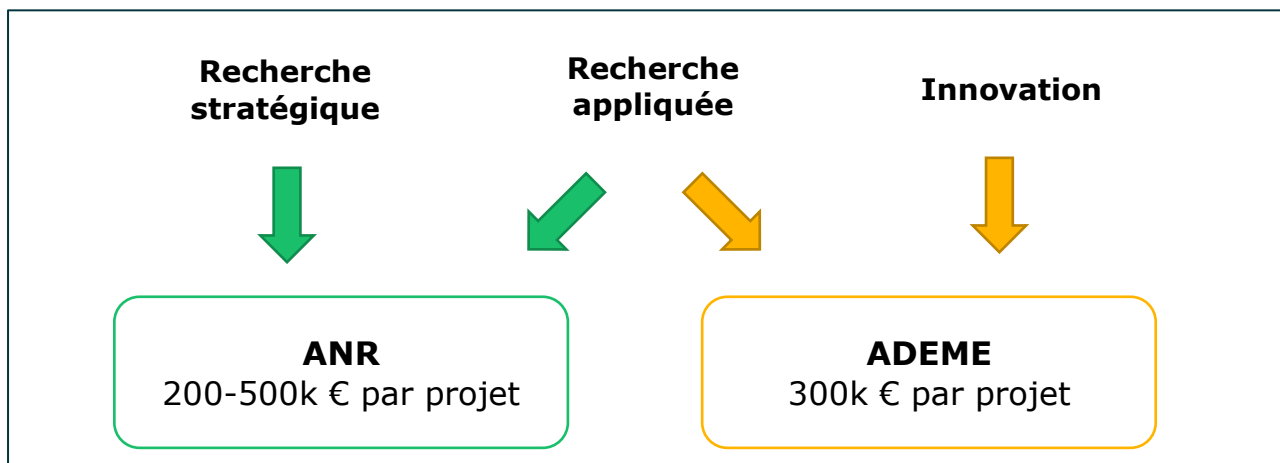 Recherche
stratégique
Recherche
appliquée
Innovation
ANR
200-500k € par projet
ADEME
300k € par projet